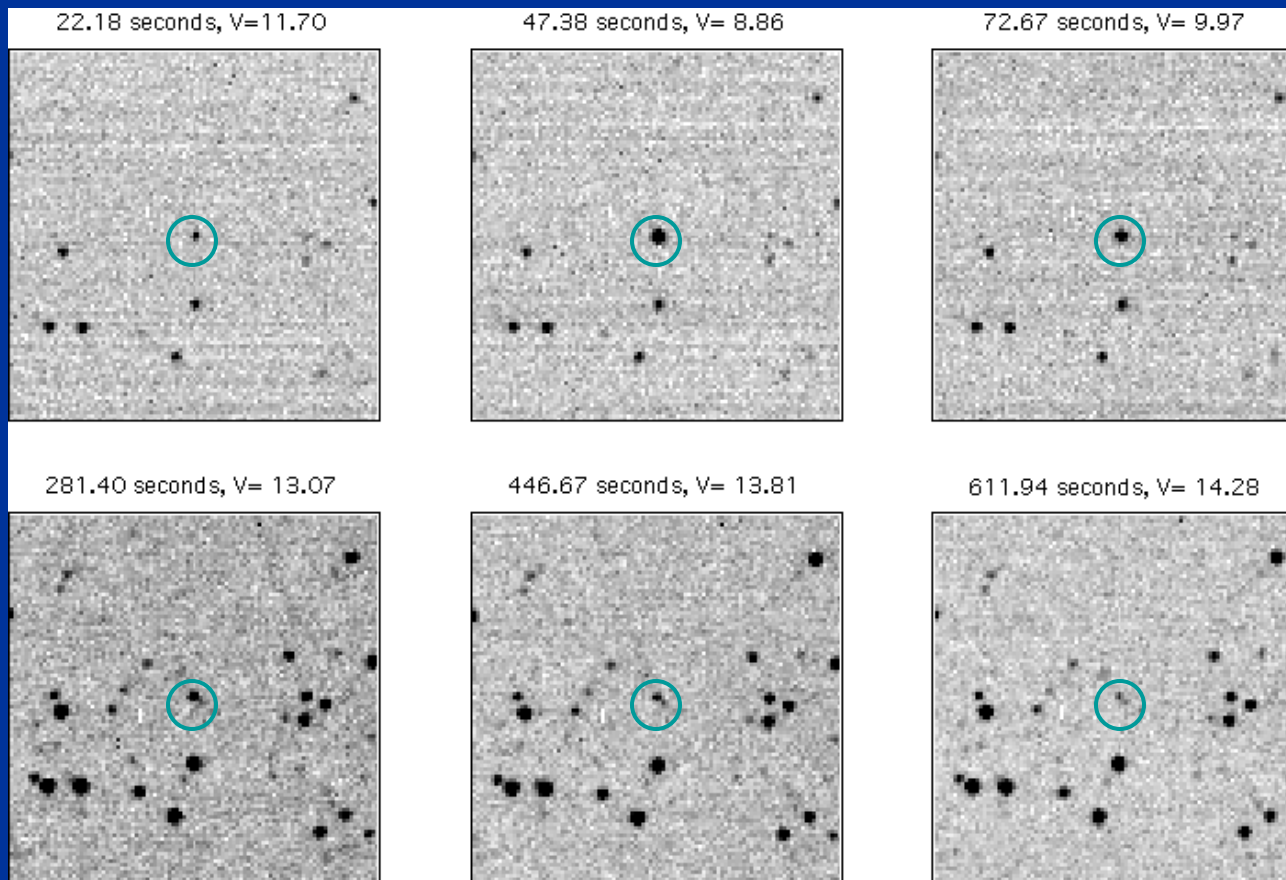 22.18 seconds, V=11.70
47.38 seconds, V= 8.86
72.67 seconds, V= 9.97
281.40 seconds, V= 13.07
446.67 seconds, V= 13.81
611.94 seconds, V= 14.28